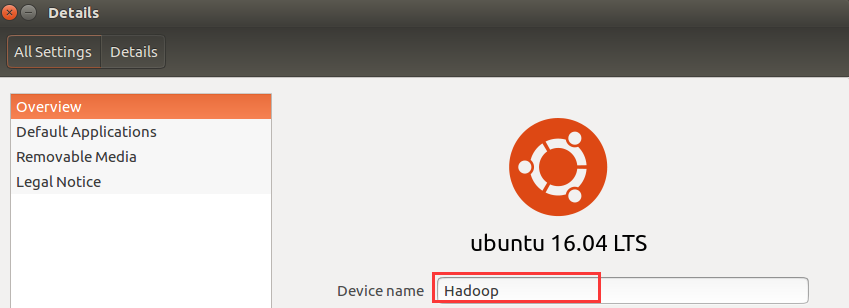 Details
All Settings Details
Overview
Default Applications
Removable Media
Legal Notice
ubuntu 16.04 LTS
Device name Hadoop